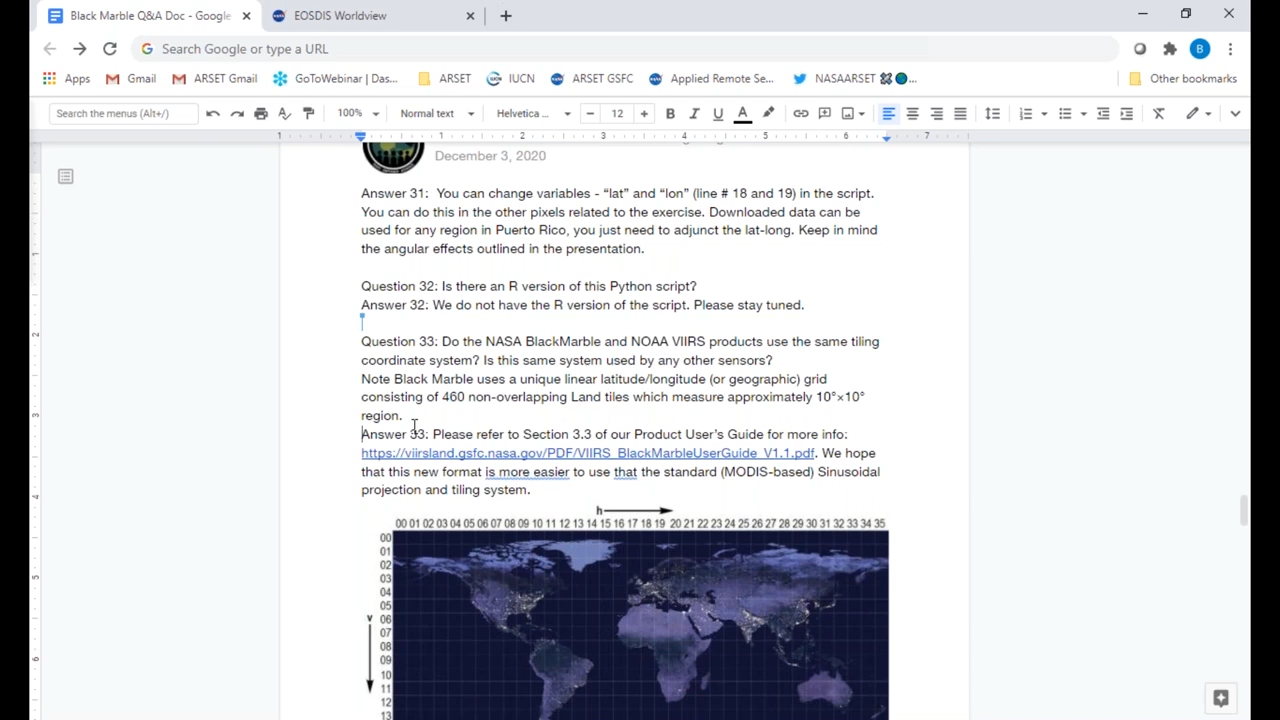 Black Marble Q&A Doc - Google
EOSDIS Worldview
Search Google or type a URL
B
Apps
Gmail
ARSET Gmail
GoToWebinar | Das...
ARSET
IUCN
ARSET GSFC
Applied Remote Se...
NASAARSET
Other bookmarks
Search the menus (Alt+/)
100%
Normal text
Helvetica ...
12
B I U A
1 1 2 3 4 5 6 7
December 3, 2020
Answer 31:  You can change variables - “lat” and “lon” (line # 18 and 19) in the script.
You can do this in the other pixels related to the exercise. Downloaded data can be
used for any region in Puerto Rico, you just need to adjunct the lat-long. Keep in mind
the angular effects outlined in the presentation.
Question 32: Is there an R version of this Python script?
Answer 32: We do not have the R version of the script. Please stay tuned.
Question 33: Do the NASA BlackMarble and NOAA VIIRS products use the same tiling
coordinate system? Is this same system used by any other sensors?
Note Black Marble uses a unique linear latitude/longitude (or geographic) grid
consisting of 460 non-overlapping Land tiles which measure approximately 10°×10°
region.
Answer 33: Please refer to Section 3.3 of our Product User’s Guide for more info:
https://viirsland.gsfc.nasa.gov/PDF/VIIRS_BlackMarbleUserGuide_V1.1.pdf. We hope
that this new format is more easier to use that the standard (MODIS-based) Sinusoidal
projection and tiling system.
h
00 01 02 03 04 05 06 07 08 09 10 11 12 13 14 15 16 17 18 19 20 21 22 23 24 25 26 27 28 29 30 31 32 33 34 35
00
01
02
03
04
05
v
06
07
08
09
10
11
12
13